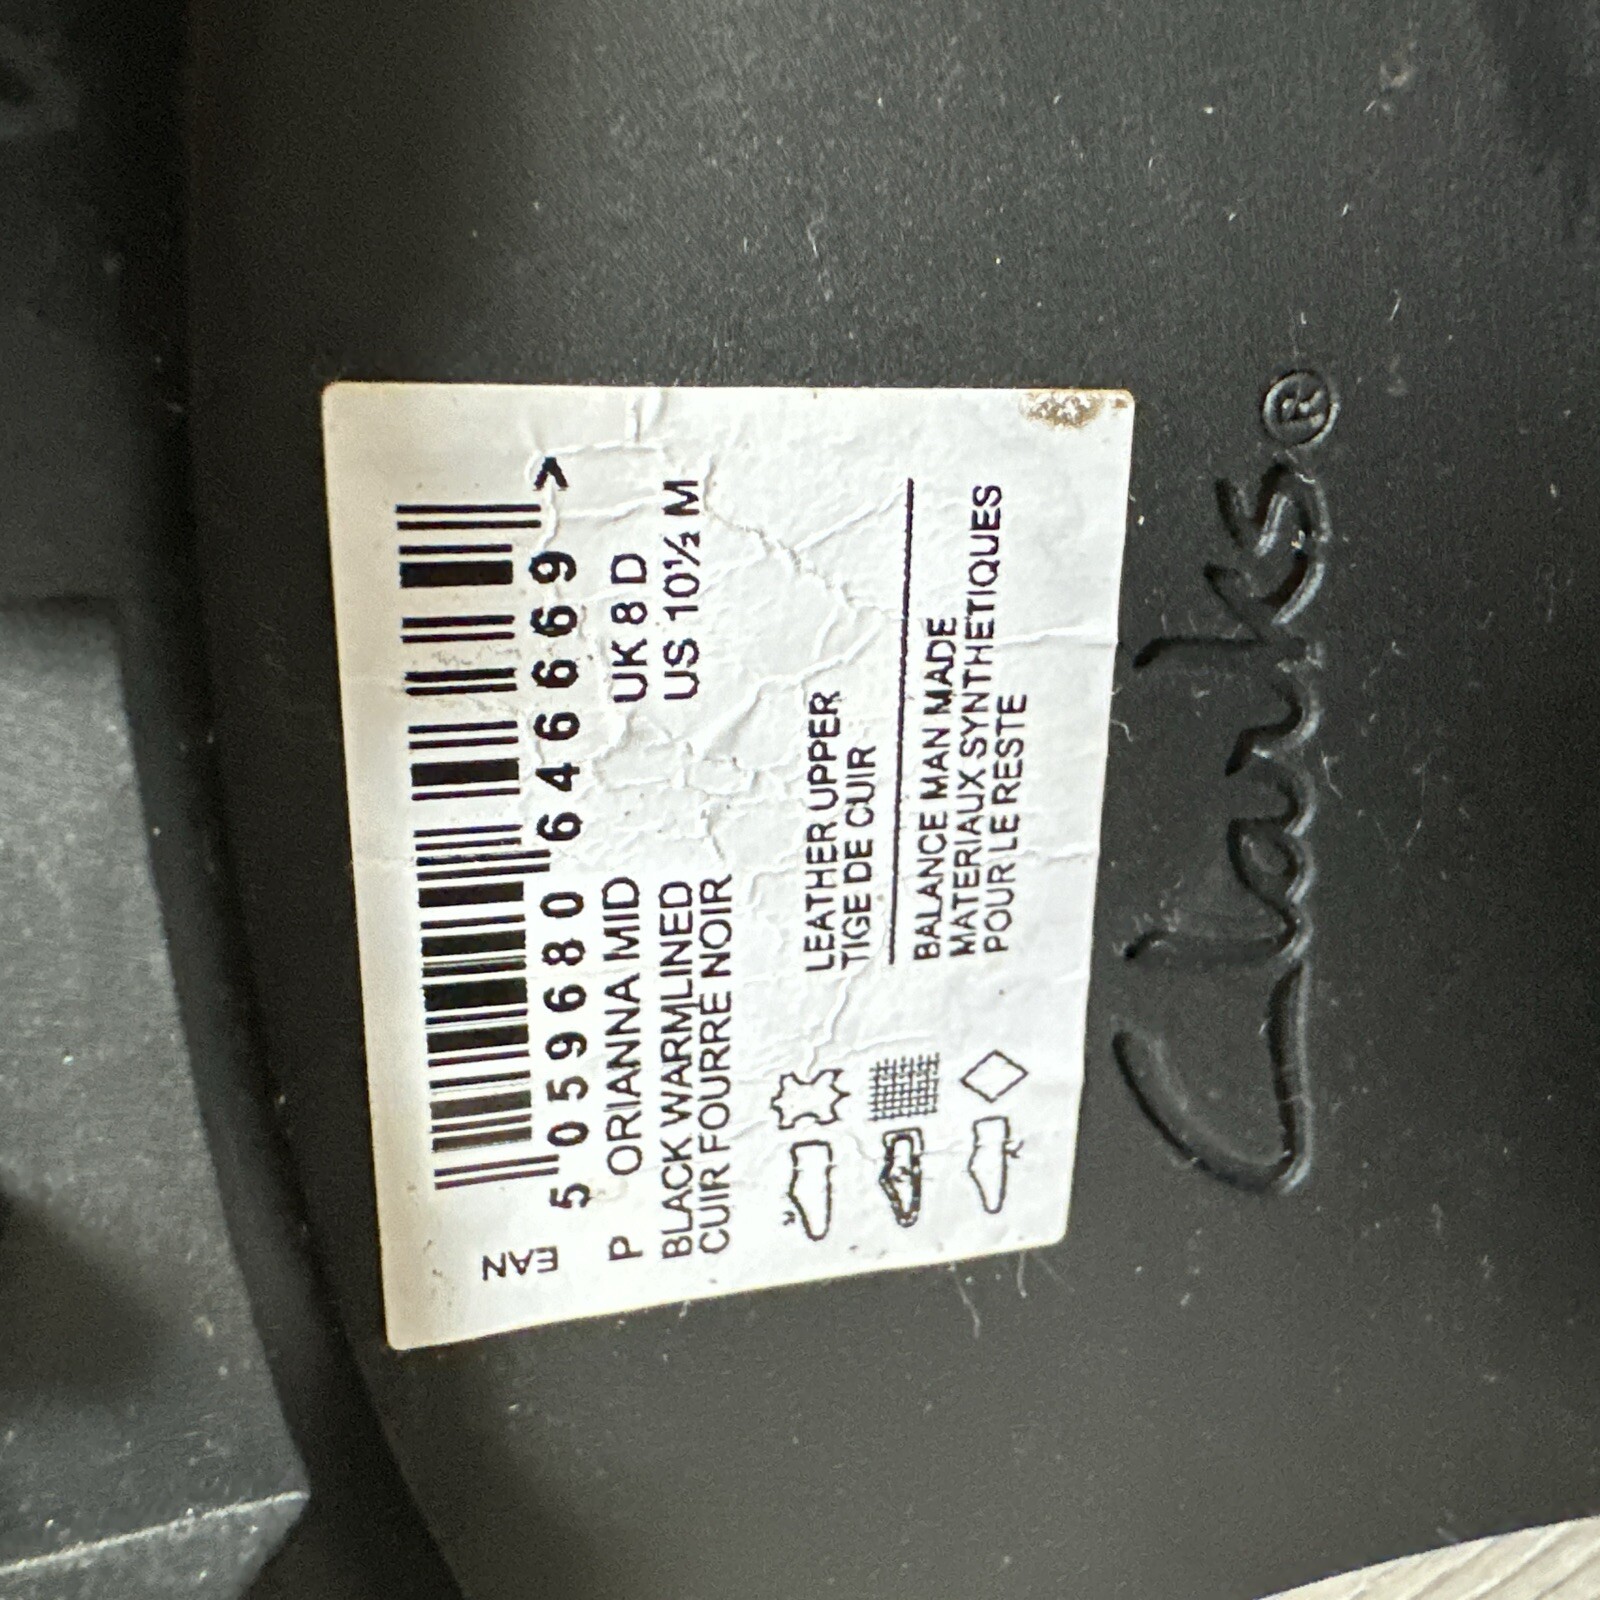 EAN
5 059680 646669 >
P ORIANNA MID UK 8 D
BLACK WARMLINED US 10½ M
CUIR FOURRE NOIR
LEATHER UPPER
TIGE DE CUIR
BALANCE MAN MADE
MATERIAUX SYNTHETIQUES
POUR LE RESTE
Clarks®